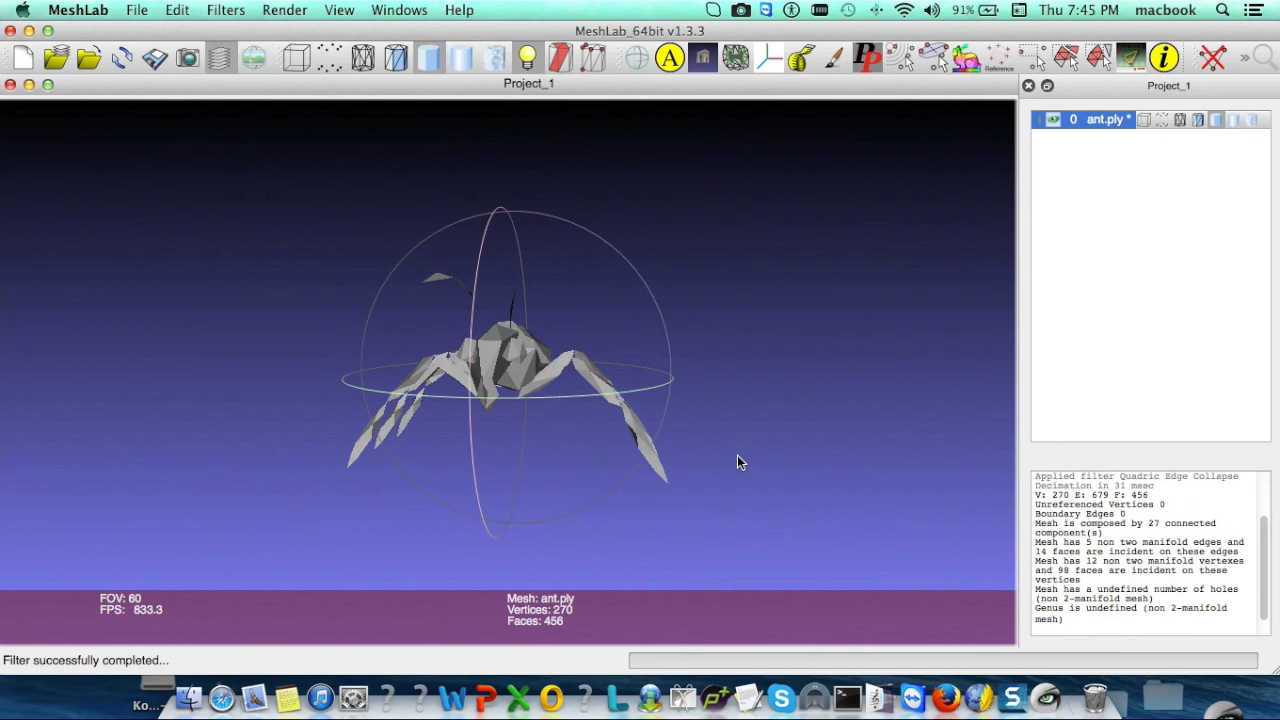 MeshLab File Edit Filters Render View Windows Help 91% Thu 7:45 PM macbook
MeshLab_64bit v1.3.3
A PP Reference i »
Project_1
Project_1
0 ant.ply *
Applied filter Quadric Edge Collapse
Decimation in 31 msec
V: 270 E: 679 F: 456
Unreferenced Vertices 0
Boundary Edges 0
Mesh is composed by 27 connected
component(s)
Mesh has 5 non two manifold edges and
14 faces are incident on these edges
Mesh has 12 non two manifold vertexes
and 98 faces are incident on these
vertices
Mesh has a undefined number of holes
(non 2-manifold mesh)
Genus is undefined (non 2-manifold
mesh)
FOV: 60
FPS: 833.3
Mesh: ant.ply
Vertices: 270
Faces: 456
Filter successfully completed...
Ko...